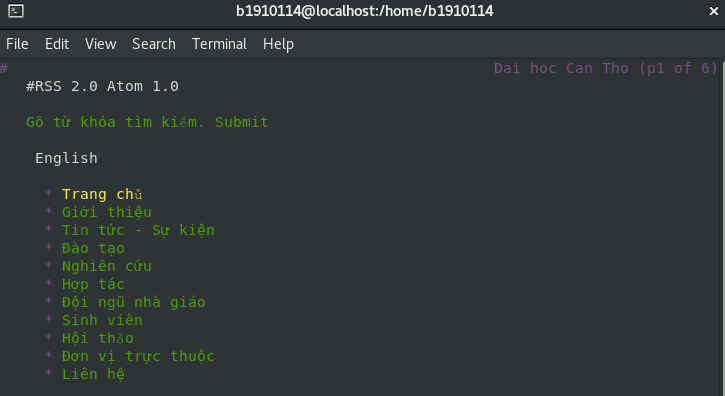 b1910114@localhost:/home/b1910114
File Edit View Search Terminal Help
# Dai hoc Can Tho (p1 of 6)
#RSS 2.0 Atom 1.0
Gõ từ khóa tìm kiếm. Submit
English
* Trang chủ
* Giới thiệu
* Tin tức - Sự kiện
* Đào tạo
* Nghiên cứu
* Hợp tác
* Đội ngũ nhà giáo
* Sinh viên
* Hội thảo
* Đơn vị trực thuộc
* Liên hệ